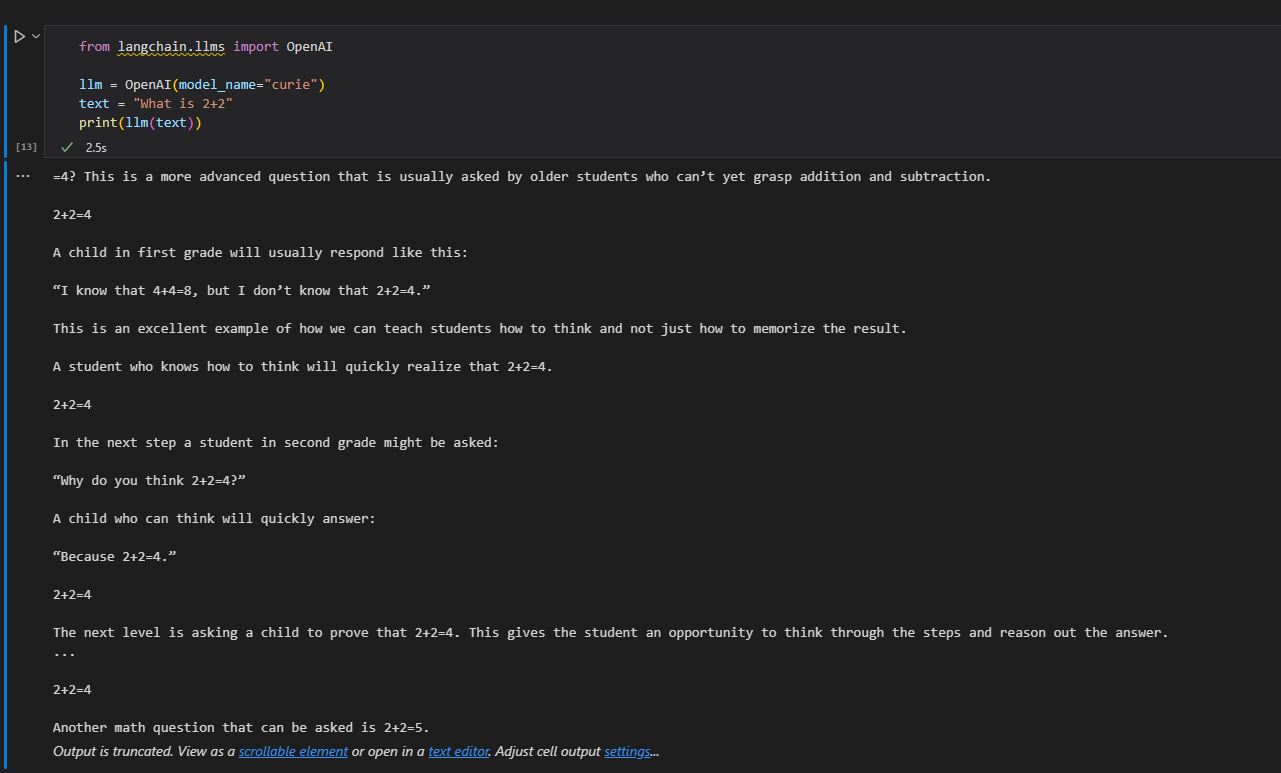 from langchain.llms import OpenAI
llm = OpenAI(model_name="curie")
text = "What is 2+2"
print(llm(text))
[13] 2.5s
... =4? This is a more advanced question that is usually asked by older students who can’t yet grasp addition and subtraction.
2+2=4
A child in first grade will usually respond like this:
“I know that 4+4=8, but I don’t know that 2+2=4.”
This is an excellent example of how we can teach students how to think and not just how to memorize the result.
A student who knows how to think will quickly realize that 2+2=4.
2+2=4
In the next step a student in second grade might be asked:
“Why do you think 2+2=4?”
A child who can think will quickly answer:
“Because 2+2=4.”
2+2=4
The next level is asking a child to prove that 2+2=4. This gives the student an opportunity to think through the steps and reason out the answer.
...
2+2=4
Another math question that can be asked is 2+2=5.
Output is truncated. View as a scrollable element or open in a text editor. Adjust cell output settings...